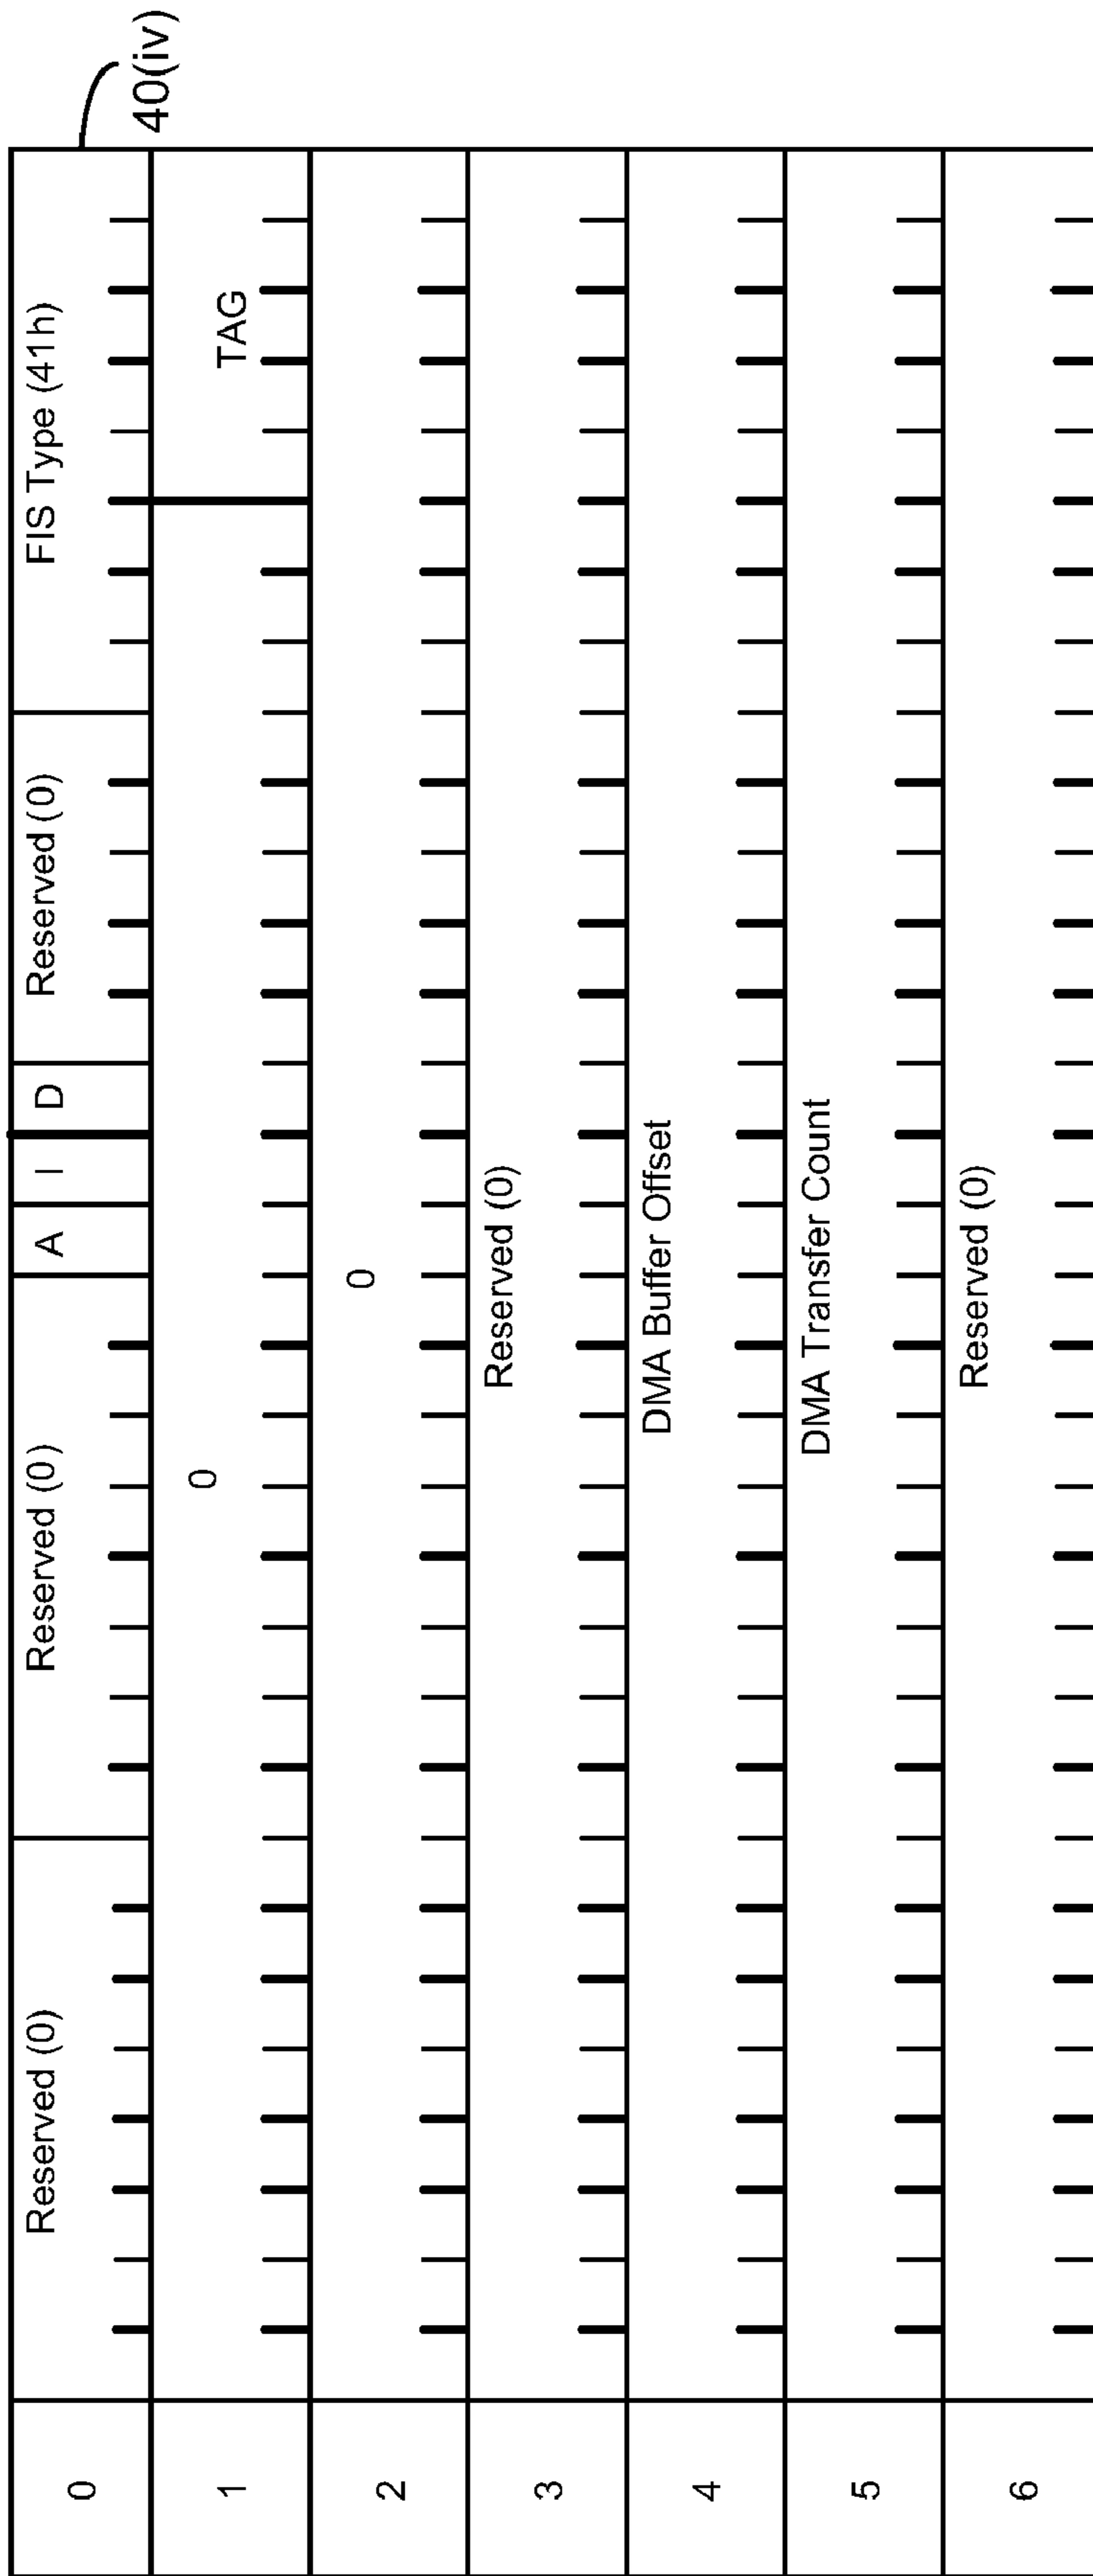 40(iv)
0 Reserved (0) Reserved (0) A I D Reserved (0) FIS Type (41h)
1 0 TAG
2 0
3 Reserved (0)
4 DMA Buffer Offset
5 DMA Transfer Count
6 Reserved (0)